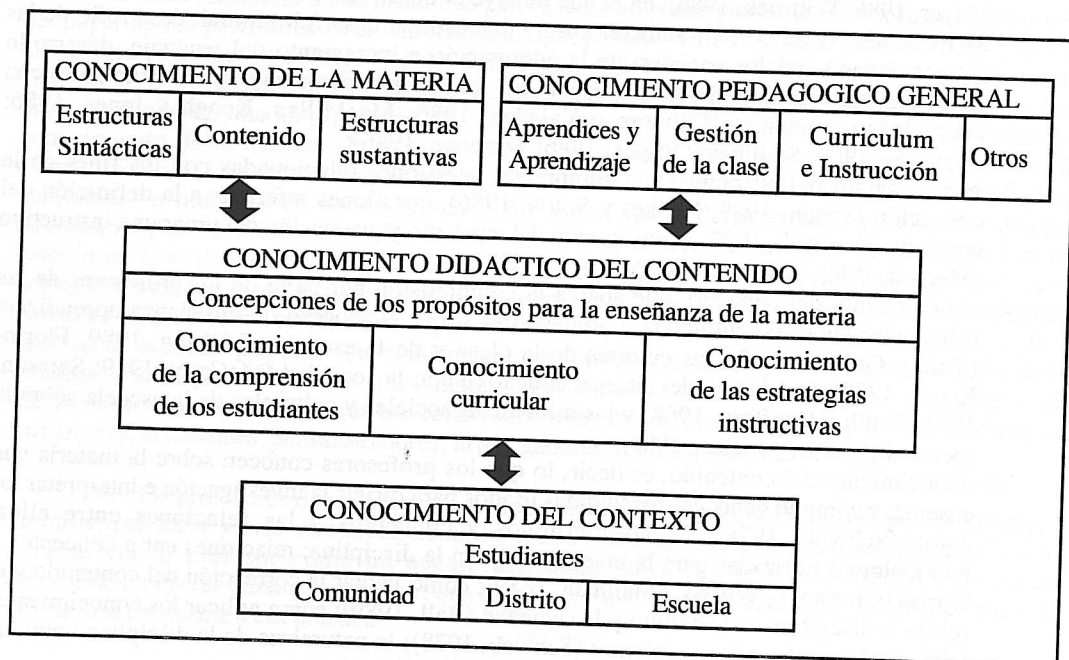 CONOCIMIENTO DE LA MATERIA
Estructuras
Sintácticas
Contenido
Estructuras
sustantivas
CONOCIMIENTO PEDAGOGICO GENERAL
Aprendices y
Aprendizaje
Gestión
de la clase
Curriculum
e Instrucción
Otros
CONOCIMIENTO DIDACTICO DEL CONTENIDO
Concepciones de los propósitos para la enseñanza de la materia
Conocimiento
de la comprensión
de los estudiantes
Conocimiento
curricular
Conocimiento
de las estrategias
instructivas
CONOCIMIENTO DEL CONTEXTO
Estudiantes
Comunidad
Distrito
Escuela